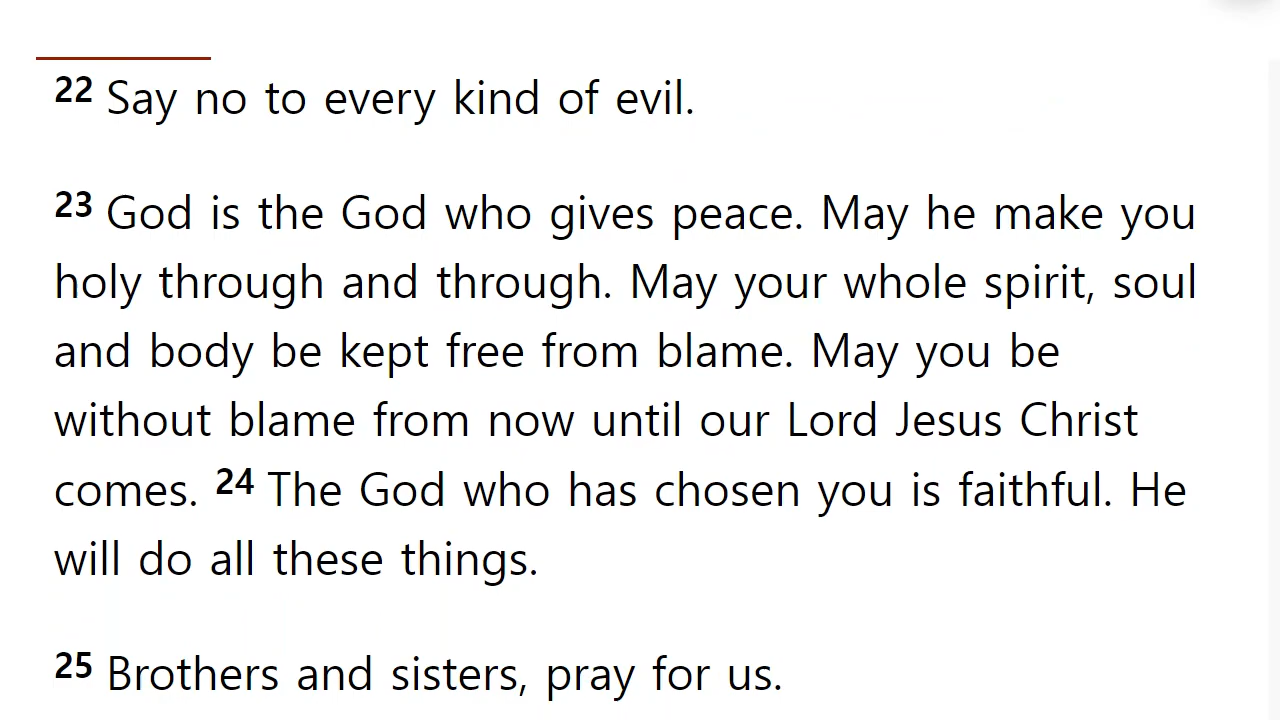 22 Say no to every kind of evil.
23 God is the God who gives peace. May he make you
holy through and through. May your whole spirit, soul
and body be kept free from blame. May you be
without blame from now until our Lord Jesus Christ
comes. 24 The God who has chosen you is faithful. He
will do all these things.
25 Brothers and sisters, pray for us.